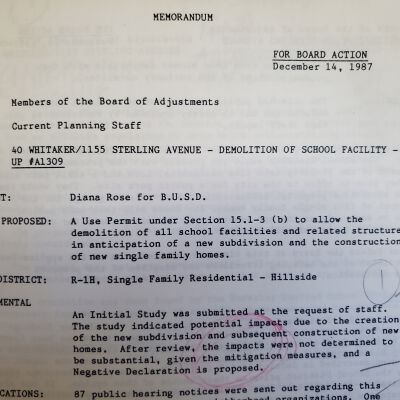 MEMORANDUM
FOR BOARD ACTION
December 14, 1987
Members of the Board of Adjustments
Current Planning Staff
40 WHITAKER/1155 STERLING AVENUE - DEMOLITION OF SCHOOL FACILITY -
UP #A1309
T: Diana Rose for B.U.S.D.
PROPOSED: A Use Permit under Section 15.1-3 (b) to allow the
demolition of all school facilities and related structure
in anticipation of a new subdivision and the construction
of new single family homes.
DISTRICT: R-1H, Single Family Residential - Hillside
MENTAL
An Initial Study was submitted at the request of staff.
The study indicated potential impacts due to the creation
of the new subdivision and subsequent construction of new
homes. After review, the impacts were not determined to
be substantial, given the mitigation measures, and a
Negative Declaration is proposed.
CATIONS: 87 public hearing notices were sent out regarding this
organizations. One